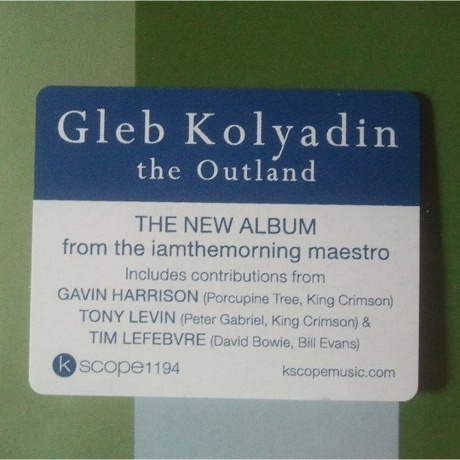 Gleb Kolyadin
the Outland
THE NEW ALBUM
from the iamthemorning maestro
Includes contributions from
GAVIN HARRISON (Porcupine Tree, King Crimson)
TONY LEVIN (Peter Gabriel, King Crimson) &
TIM LEFEBVRE (David Bowie, Bill Evans)
kscope1194 kscopemusic.com